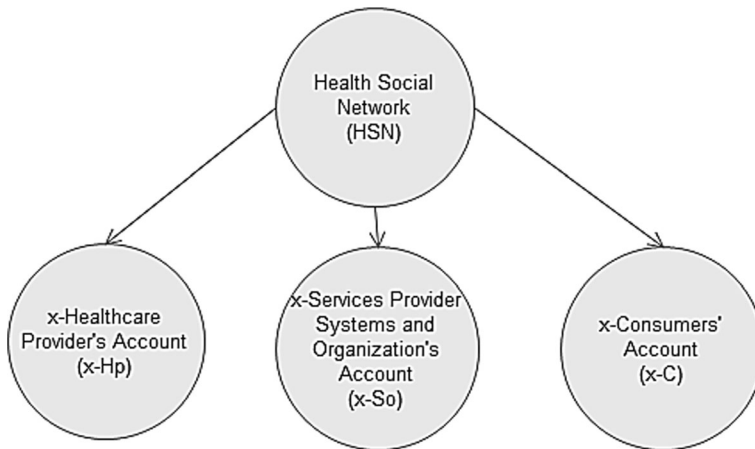 Health Social
Network
(HSN)
x-Healthcare
Provider's Account
(x-Hp)
x-Services Provider
Systems and
Organization's
Account
(x-So)
x-Consumers'
Account
(x-C)